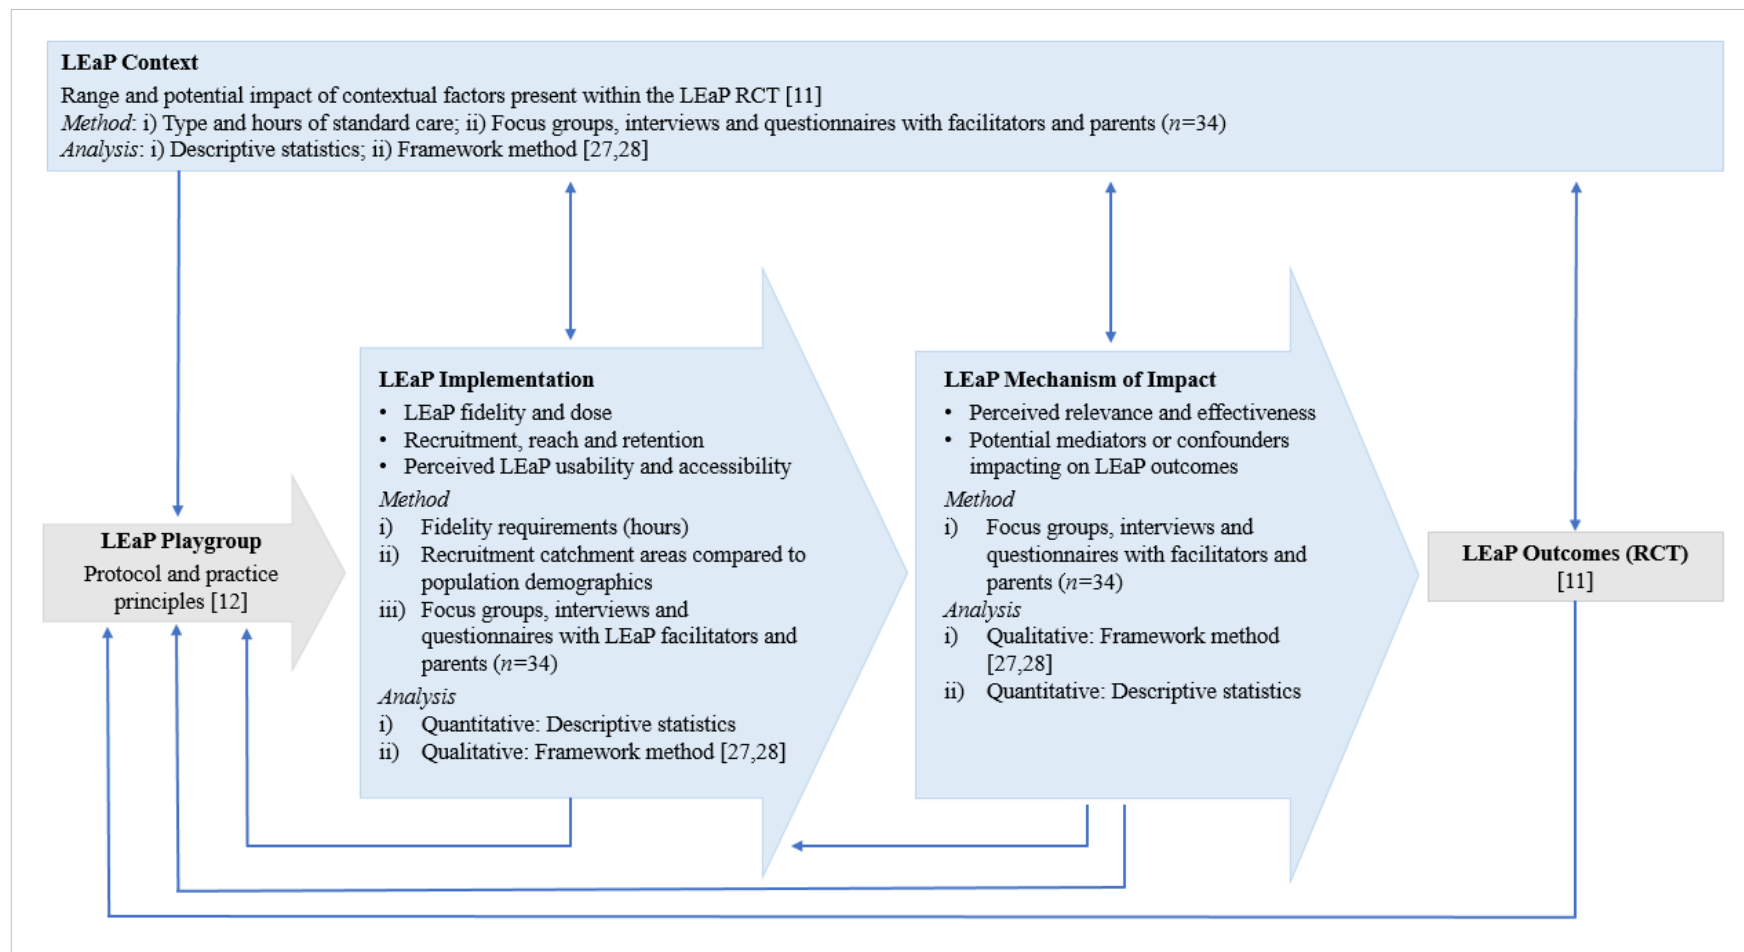 LEaP Context
Range and potential impact of contextual factors present within the LEaP RCT [11]
Method: i) Type and hours of standard care; ii) Focus groups, interviews and questionnaires with facilitators and parents (n=34)
Analysis: i) Descriptive statistics; ii) Framework method [27,28]
LEaP Playgroup
Protocol and practice
principles [12]
LEaP Implementation
• LEaP fidelity and dose
• Recruitment, reach and retention
• Perceived LEaP usability and accessibility
Method
i) Fidelity requirements (hours)
ii) Recruitment catchment areas compared to
population demographics
iii) Focus groups, interviews and
questionnaires with LEaP facilitators and
parents (n=34)
Analysis
i) Quantitative: Descriptive statistics
ii) Qualitative: Framework method [27,28]
LEaP Mechanism of Impact
• Perceived relevance and effectiveness
• Potential mediators or confounders
impacting on LEaP outcomes
Method
i) Focus groups, interviews and
questionnaires with facilitators and
parents (n=34)
Analysis
i) Qualitative: Framework method
[27,28]
ii) Quantitative: Descriptive statistics
LEaP Outcomes (RCT)
[11]